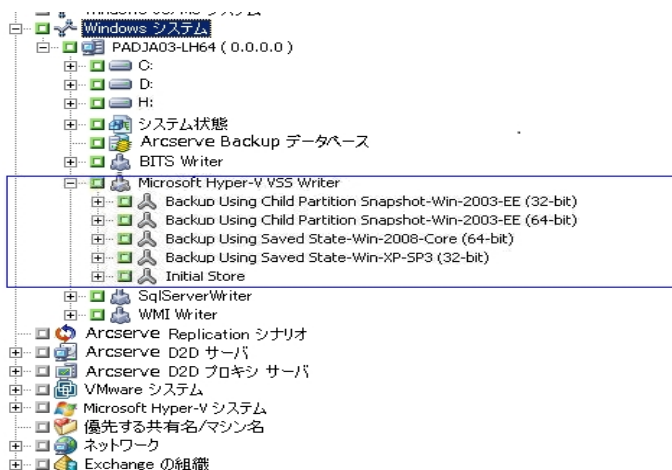 Windows システム
PADJA03-LH64 ( 0.0.0.0 )
C:
D:
H:
システム状態
Arcserve Backup データベース
BITS Writer
Microsoft Hyper-V VSS Writer
Backup Using Child Partition Snapshot-Win-2003-EE (32-bit)
Backup Using Child Partition Snapshot-Win-2003-EE (64-bit)
Backup Using Saved State-Win-2008-Core (64-bit)
Backup Using Saved State-Win-XP-SP3 (32-bit)
Initial Store
SqlServerWriter
WMI Writer
Arcserve Replication シナリオ
Arcserve D2D サーバ
Arcserve D2D プロキシ サーバ
VMware システム
Microsoft Hyper-V システム
優先する共有名/マシン名
ネットワーク
Exchange の組織